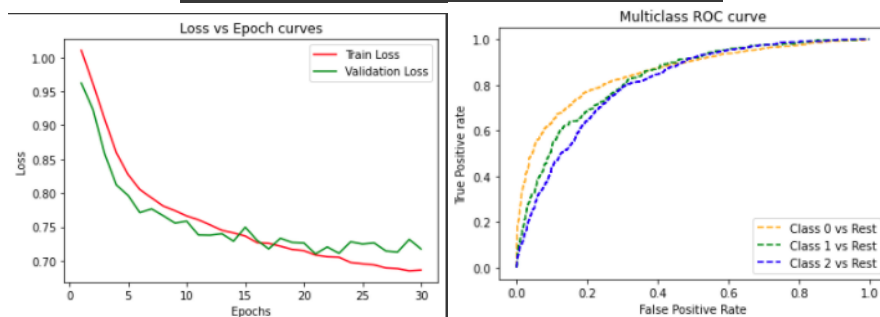 Loss vs Epoch curves
Train Loss
Validation Loss
1.00
0.95
0.90
0.85
0.80
0.75
0.70
Loss
0
5
10
15
20
25
30
Epochs
Multiclass ROC curve
1.0
0.8
0.6
0.4
0.2
0.0
True Positive rate
Class 0 vs Rest
Class 1 vs Rest
Class 2 vs Rest
0.0
0.2
0.4
0.6
0.8
1.0
False Positive Rate